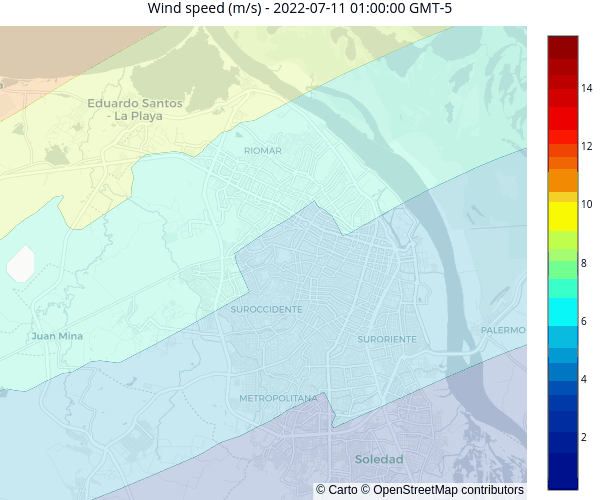 Wind speed (m/s) - 2022-07-11 01:00:00 GMT-5
Eduardo Santos
- La Playa
RIOMAR
Juan Mina
SUROCCIDENTE
SURORIENTE
PALERMO
METROPOLITANA
Soledad
© Carto © OpenStreetMap contributors
14
12
10
8
6
4
2